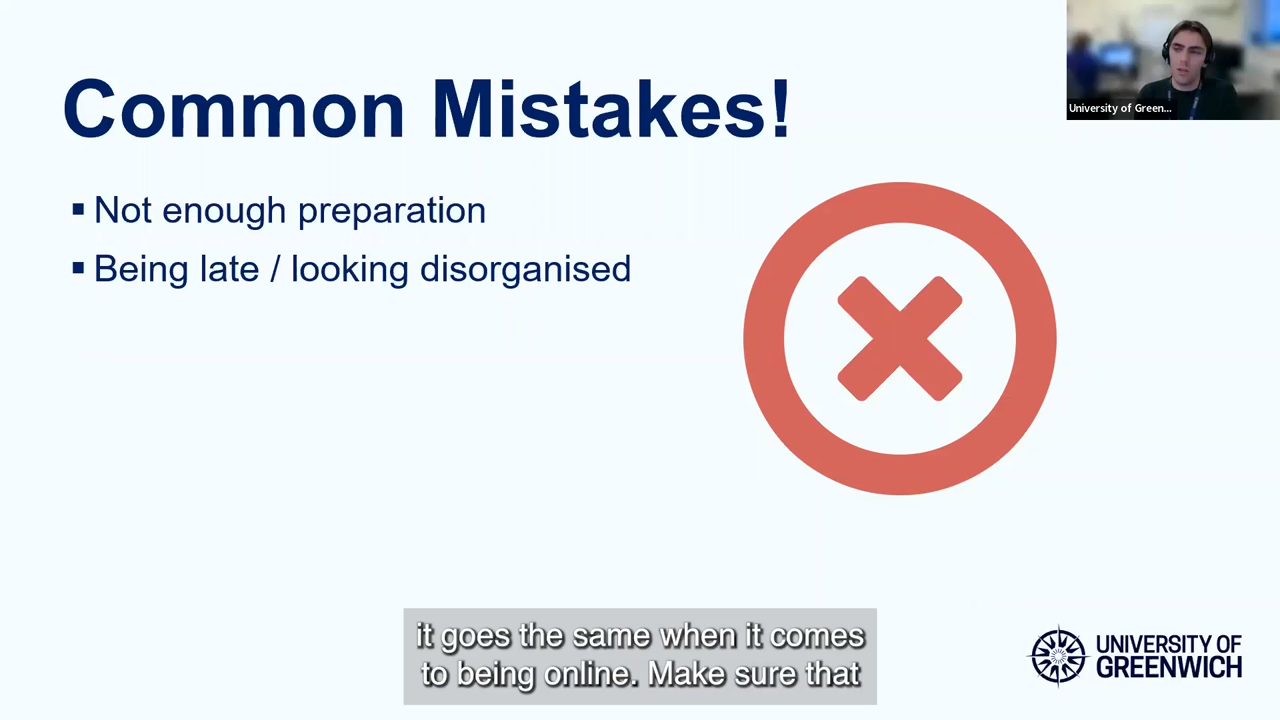 Common Mistakes!
University of Green...
▪ Not enough preparation
▪ Being late / looking disorganised
it goes the same when it comes
to being online. Make sure that
UNIVERSITY OF
GREENWICH